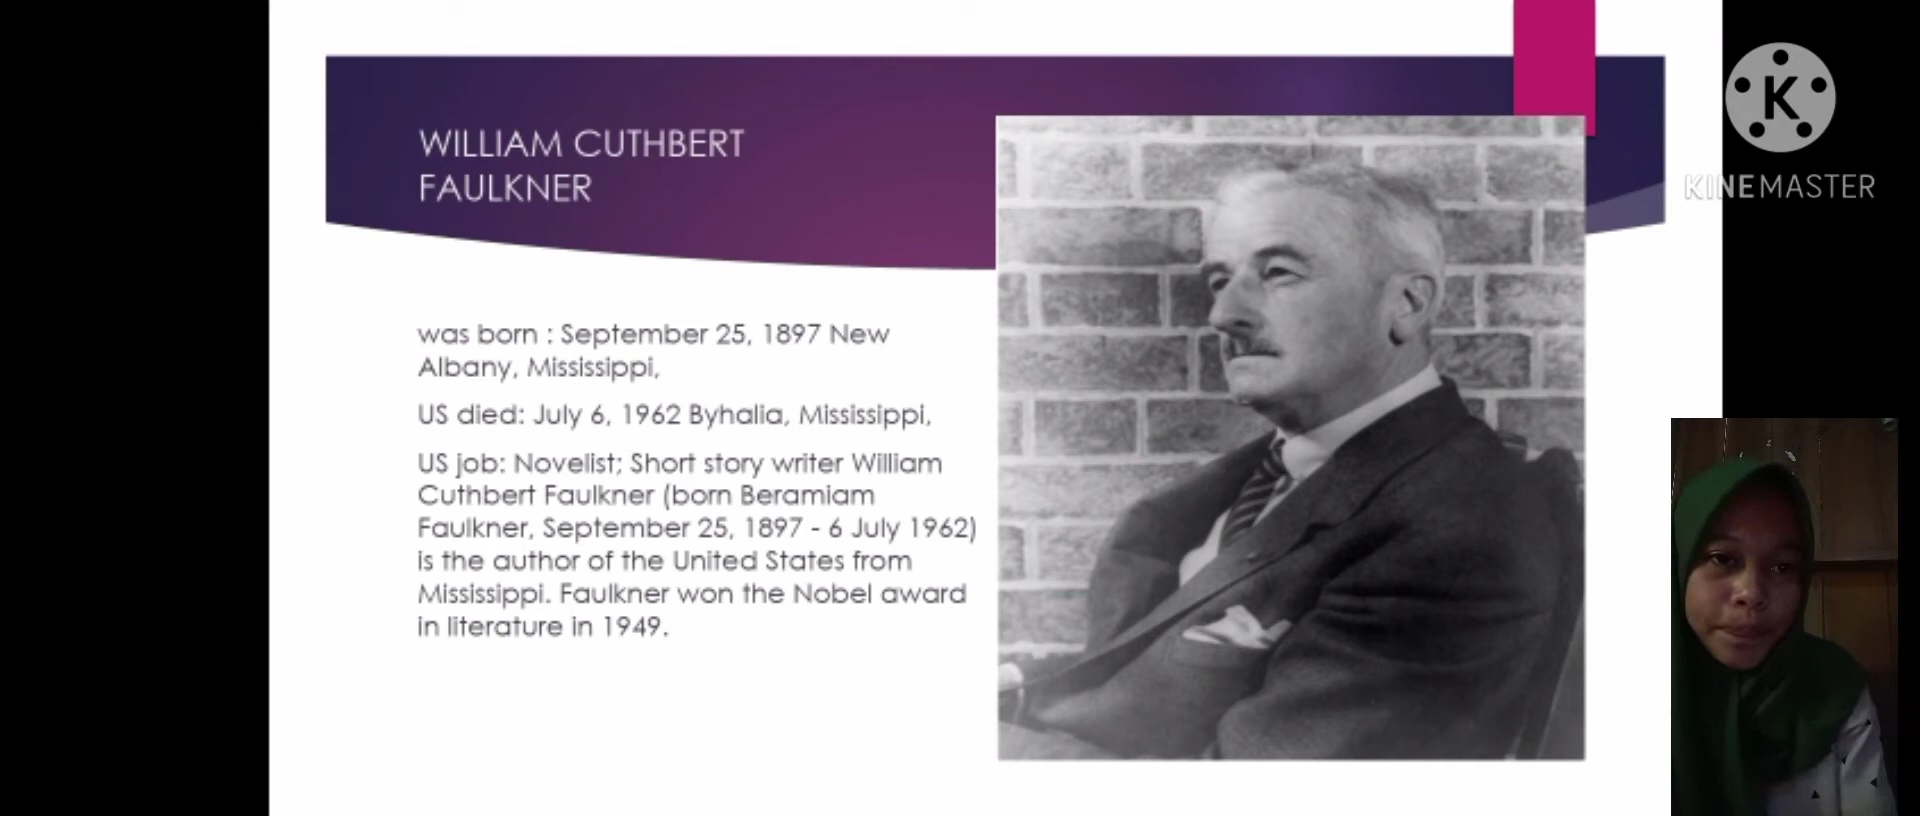 WILLIAM CUTHBERT
FAULKNER
was born : September 25, 1897 New
Albany, Mississippi,
US died: July 6, 1962 Byhalia, Mississippi,
US job: Novelist; Short story writer William
Cuthbert Faulkner (born Beramiam
Faulkner, September 25, 1897 - 6 July 1962)
is the author of the United States from
Mississippi. Faulkner won the Nobel award
in literature in 1949.
K
KINEMASTER